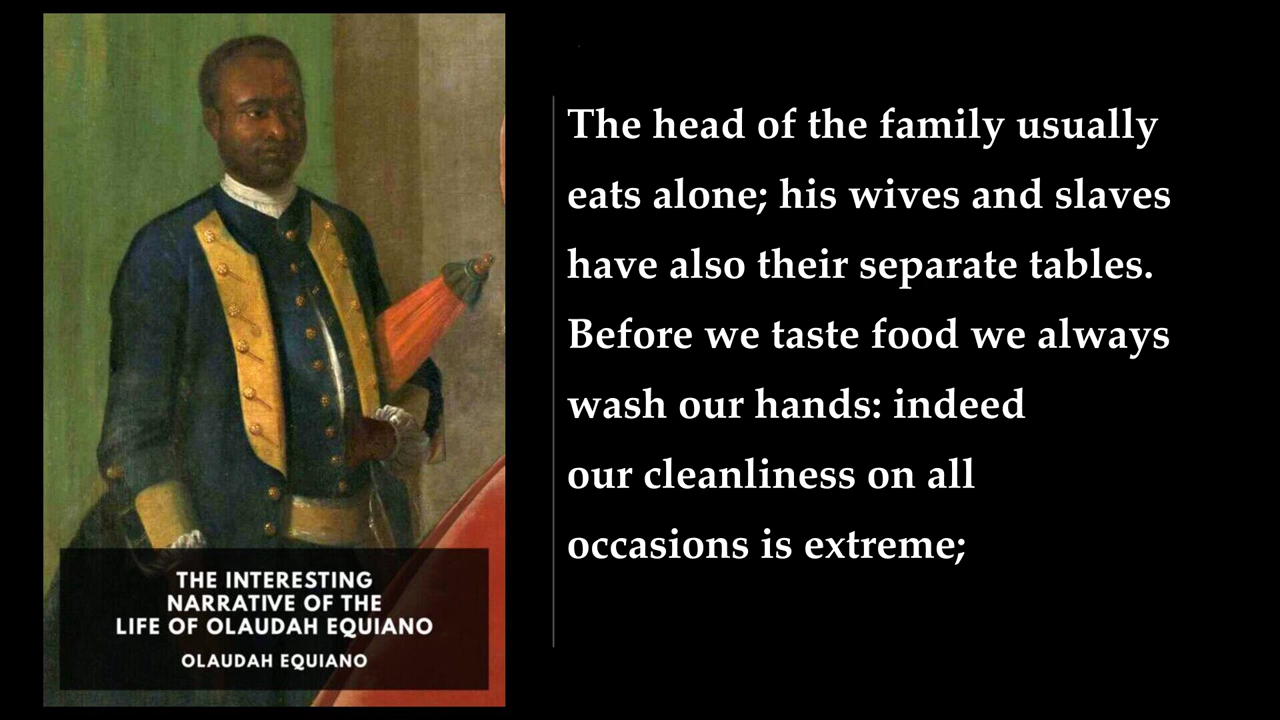 The head of the family usually
eats alone; his wives and slaves
have also their separate tables.
Before we taste food we always
wash our hands: indeed
our cleanliness on all
occasions is extreme;
THE INTERESTING
NARRATIVE OF THE
LIFE OF OLAUDAH EQUIANO
OLAUDAH EQUIANO